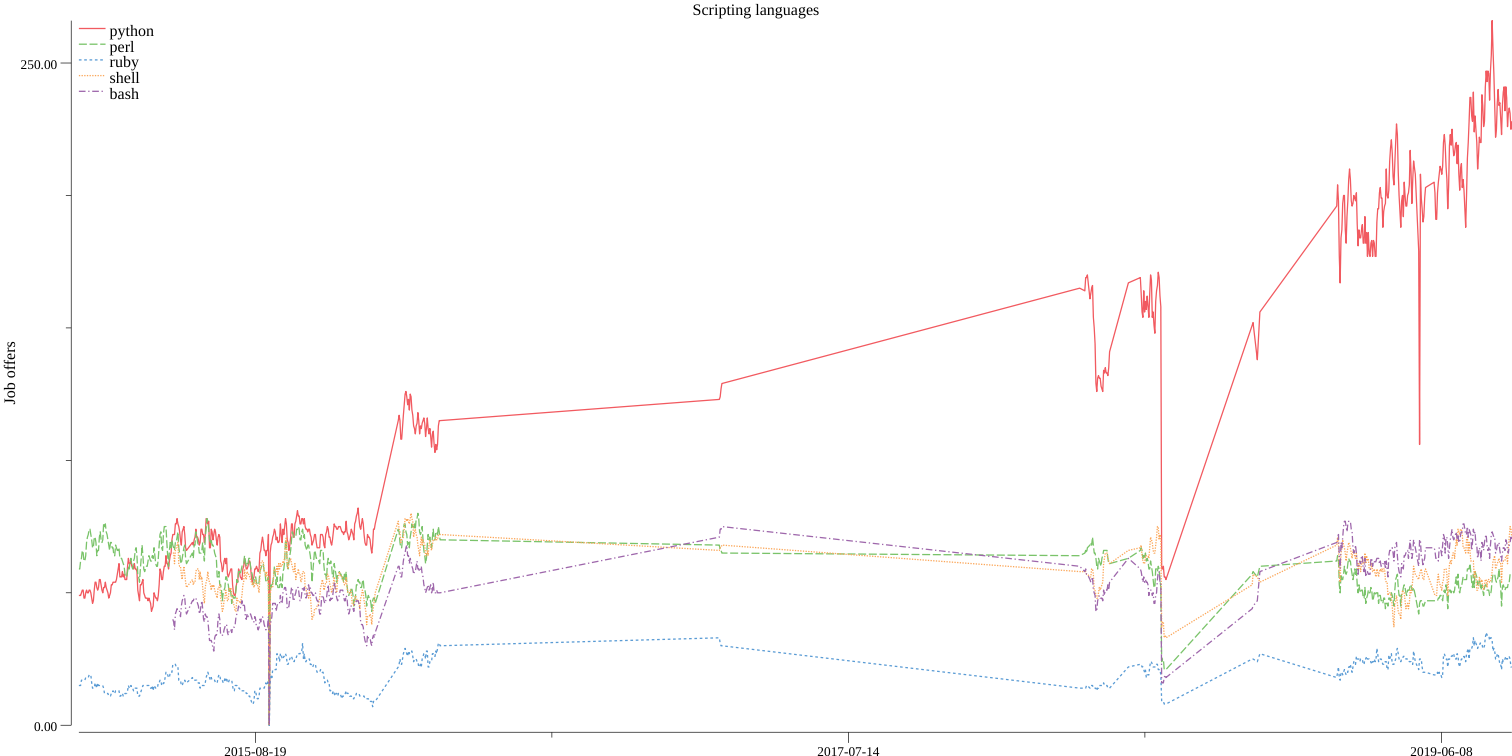 Scripting languages
python
perl
ruby
shell
bash
250.00
Job offers
0.00
2015-08-19
2017-07-14
2019-06-08